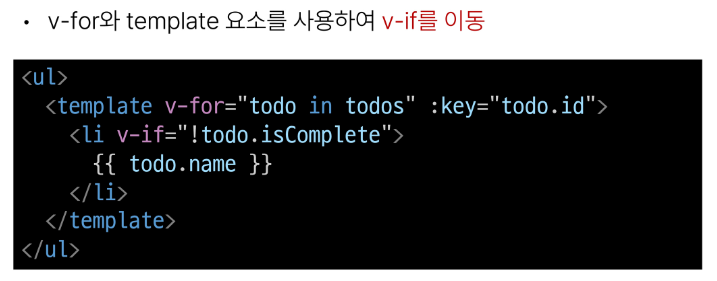 • v-for와 template 요소를 사용하여 v-if를 이동
<ul>
  <template v-for="todo in todos" :key="todo.id">
    <li v-if="!todo.isComplete">
      {{ todo.name }}
    </li>
  </template>
</ul>